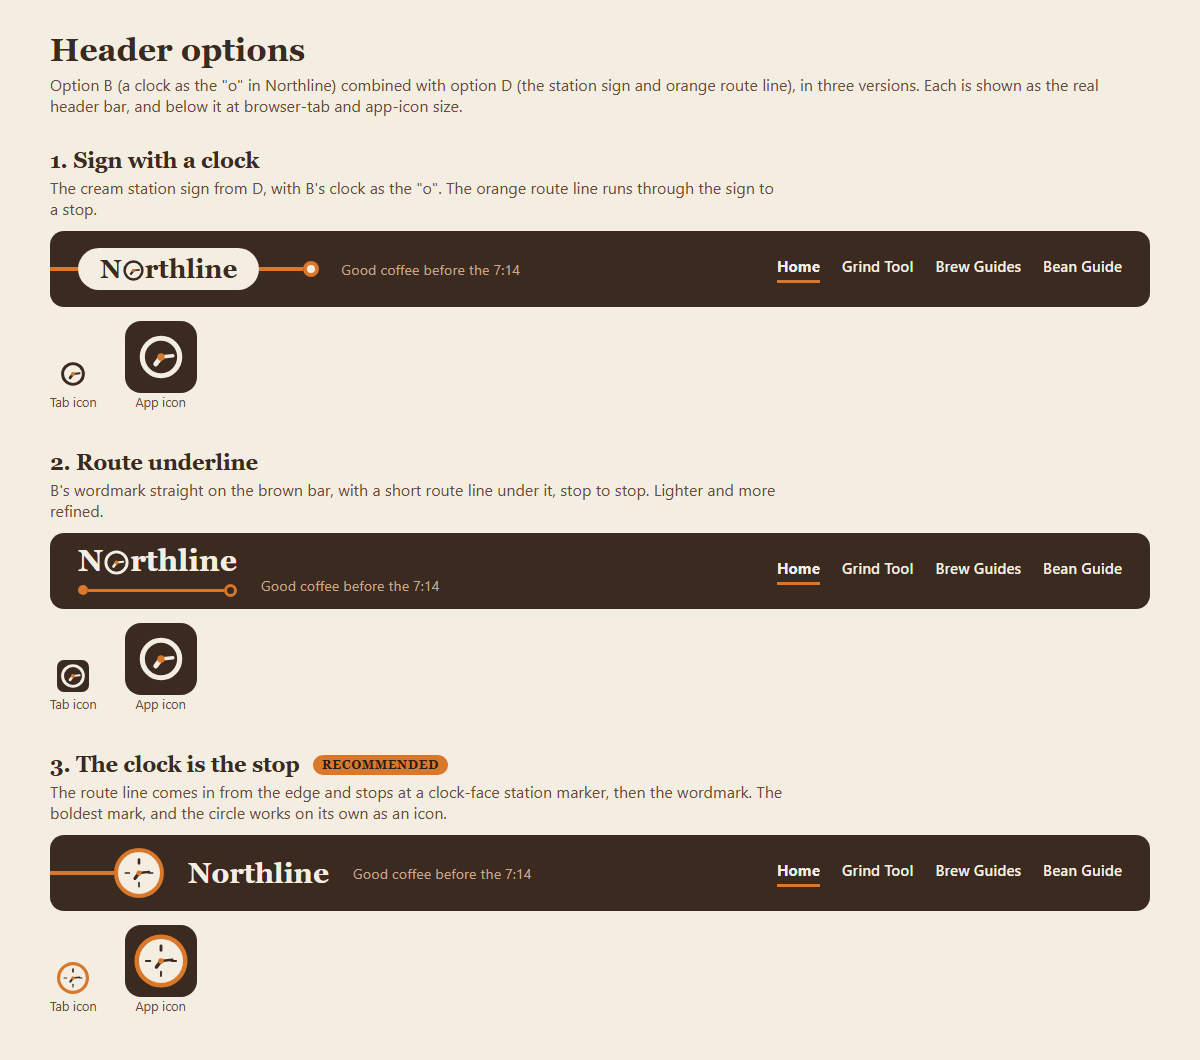 Header options
Option B (a clock as the "o" in Northline) combined with option D (the station sign and orange route line), in three versions. Each is shown as the real
header bar, and below it at browser-tab and app-icon size.
1. Sign with a clock
The cream station sign from D, with B's clock as the "o". The orange route line runs through the sign to
a stop.
Northline
Good coffee before the 7:14
Home
Grind Tool
Brew Guides
Bean Guide
Tab icon
App icon
2. Route underline
B's wordmark straight on the brown bar, with a short route line under it, stop to stop. Lighter and more
refined.
Northline
Good coffee before the 7:14
Home
Grind Tool
Brew Guides
Bean Guide
Tab icon
App icon
3. The clock is the stop
RECOMMENDED
The route line comes in from the edge and stops at a clock-face station marker, then the wordmark. The
boldest mark, and the circle works on its own as an icon.
Northline
Good coffee before the 7:14
Home
Grind Tool
Brew Guides
Bean Guide
Tab icon
App icon